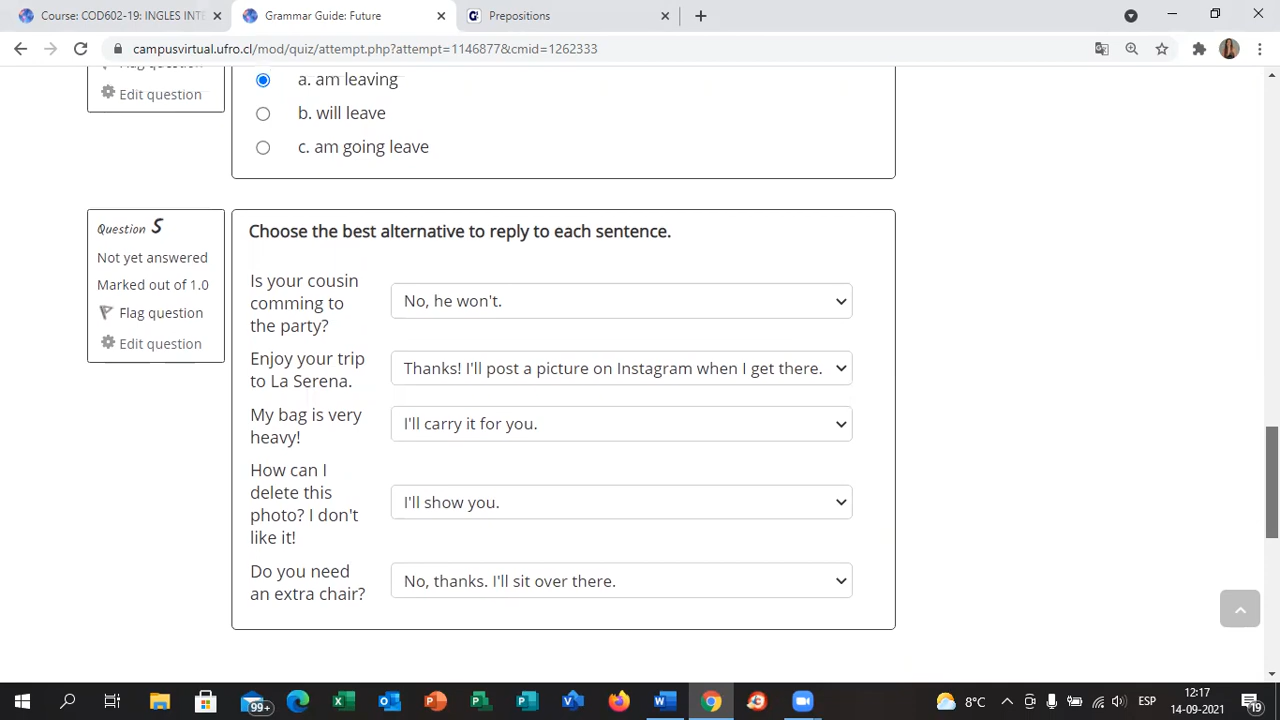 Course: COD602-19: INGLES INTE
Grammar Guide: Future
Prepositions
campusvirtual.ufro.cl/mod/quiz/attempt.php?attempt=1146877&cmid=1262333
Edit question
a. am leaving
b. will leave
c. am going leave
Question 5
Not yet answered
Marked out of 1.0
Flag question
Edit question
Choose the best alternative to reply to each sentence.
Is your cousin
comming to
the party?
No, he won't.
Enjoy your trip
to La Serena.
Thanks! I'll post a picture on Instagram when I get there.
My bag is very
heavy!
I'll carry it for you.
How can I
delete this
photo? I don't
like it!
I'll show you.
Do you need
an extra chair?
No, thanks. I'll sit over there.
99+
8°C
ESP
12:17
14-09-2021
19